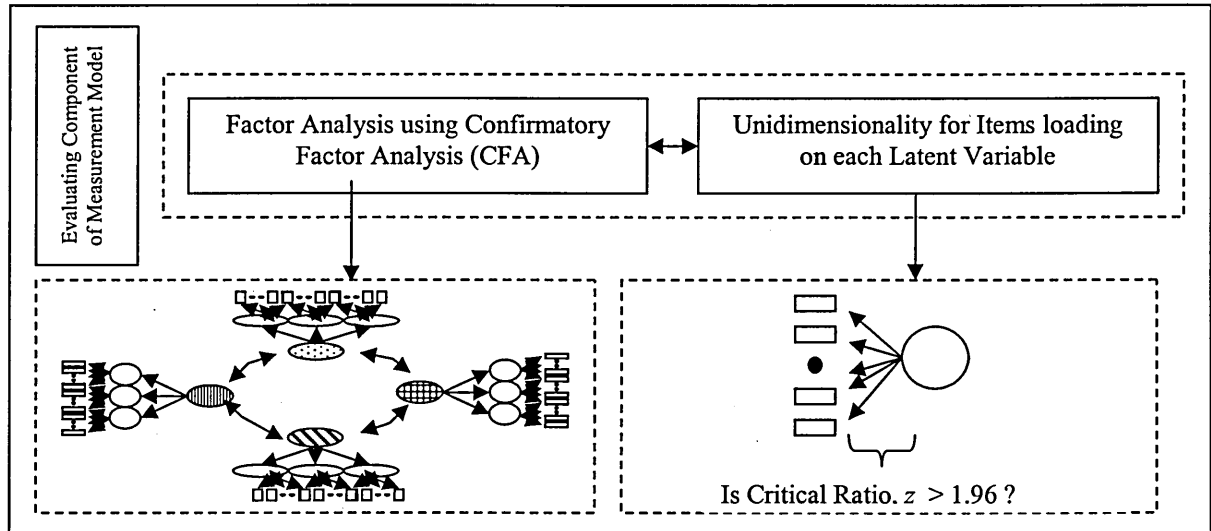 Evaluating Component
of Measurement Model
Factor Analysis using Confirmatory
Factor Analysis (CFA)
Unidimensionality for Items loading
on each Latent Variable
Is Critical Ratio, z > 1.96 ?